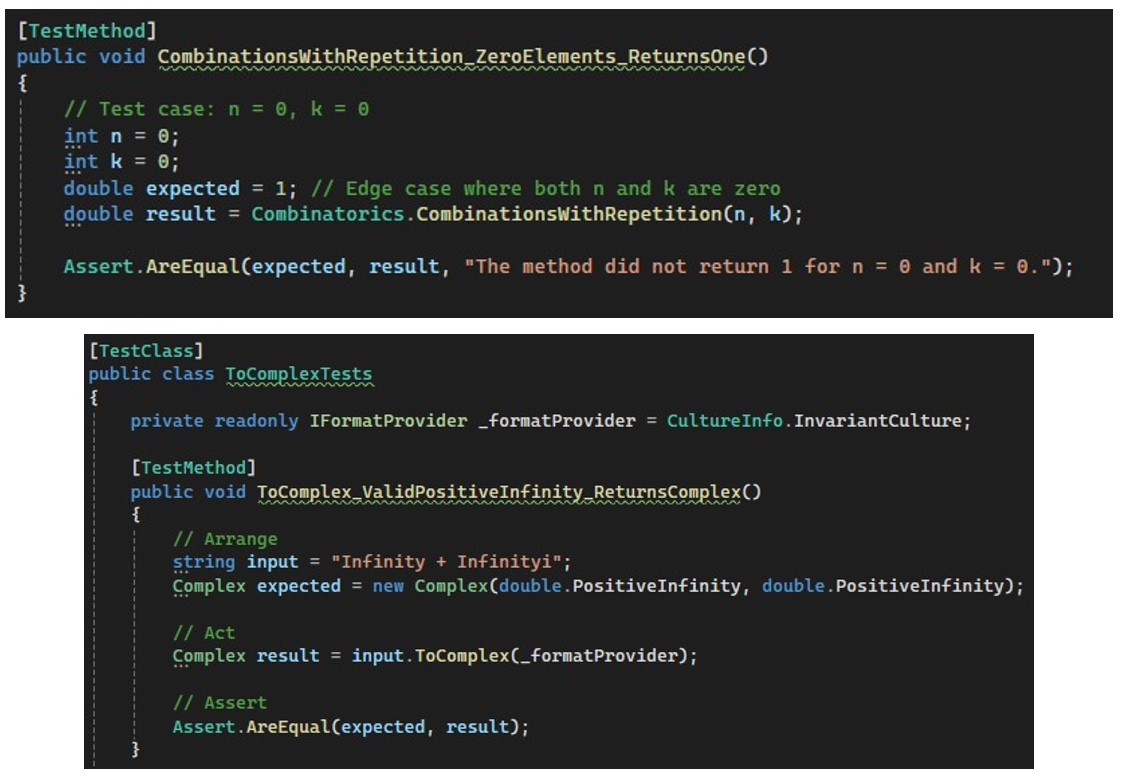 [TestMethod]
public void CombinationsWithRepetition_ZeroElements_ReturnsOne()
{
// Test case: n = 0, k = 0
int n = 0;
int k = 0;
double expected = 1; // Edge case where both n and k are zero
double result = Combinatorics.CombinationsWithRepetition(n, k);
Assert.AreEqual(expected, result, "The method did not return 1 for n = 0 and k = 0.");
}
[TestClass]
public class ToComplexTests
{
private readonly IFormatProvider _formatProvider = CultureInfo.InvariantCulture;
[TestMethod]
public void ToComplex_ValidPositiveInfinity_ReturnsComplex()
{
// Arrange
string input = "Infinity + Infinityi";
Complex expected = new Complex(double.PositiveInfinity, double.PositiveInfinity);
// Act
Complex result = input.ToComplex(_formatProvider);
// Assert
Assert.AreEqual(expected, result);
}